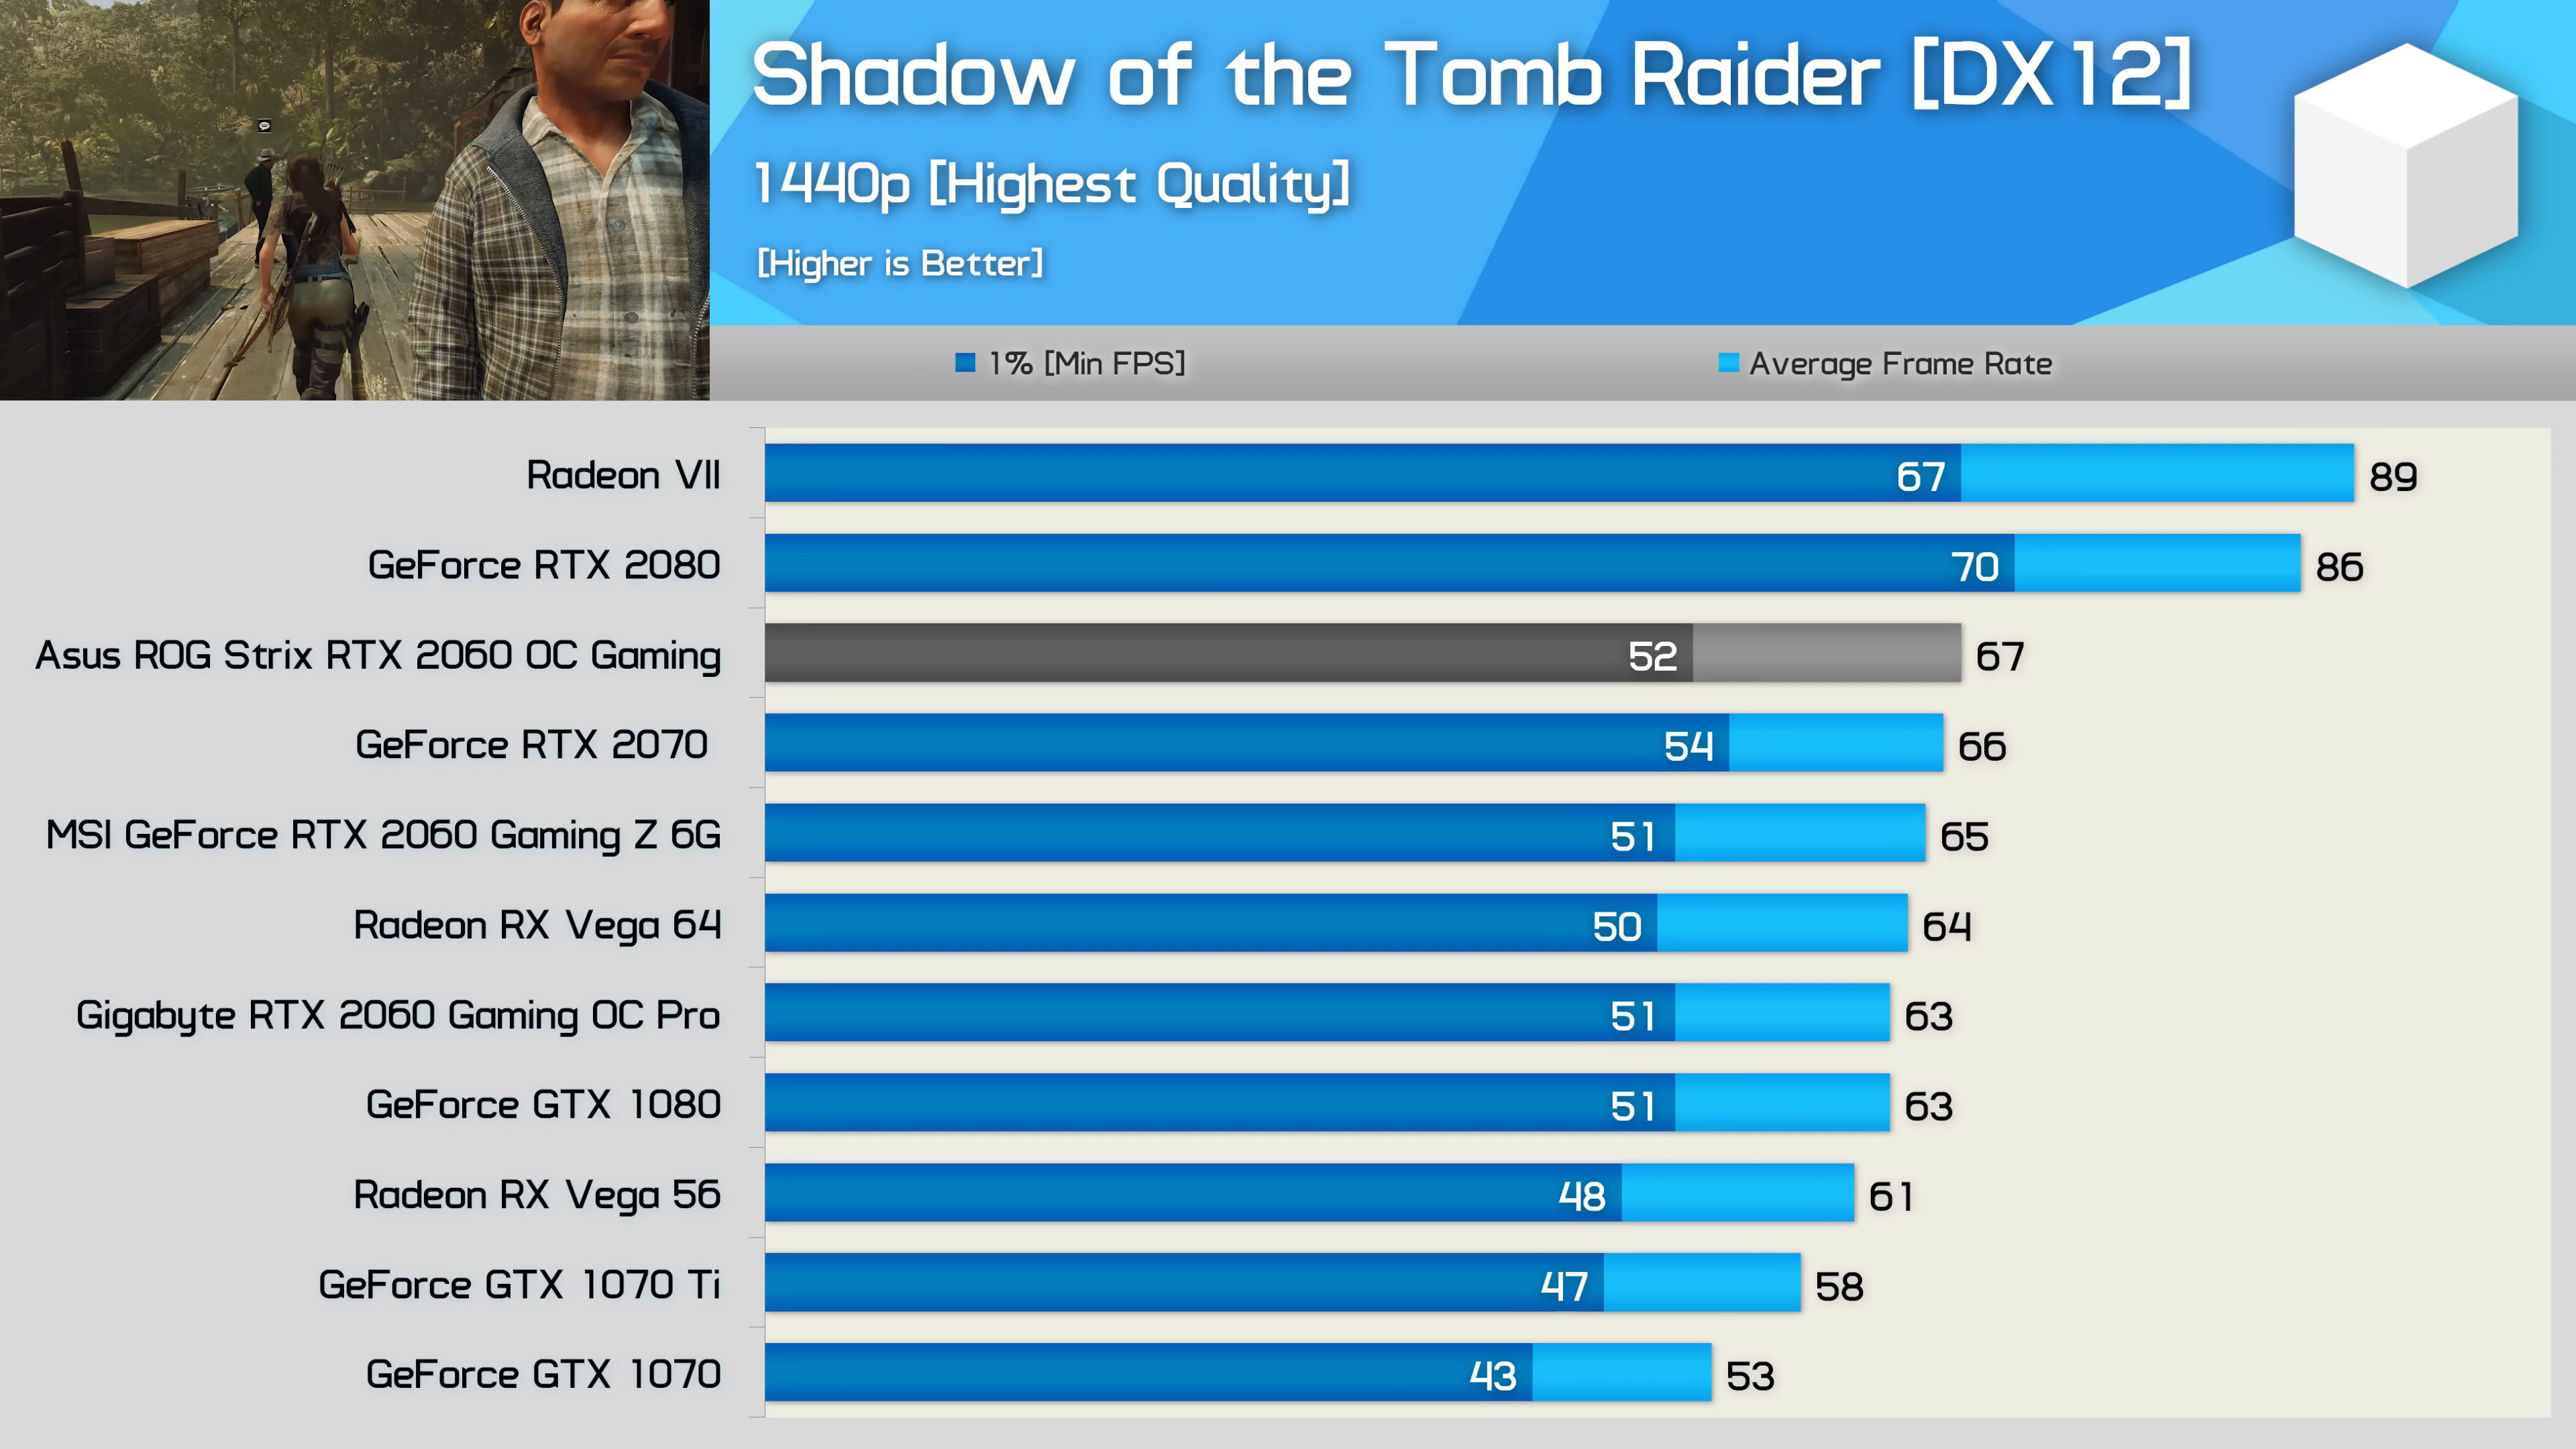 Shadow of the Tomb Raider [DX12]
1440p [Highest Quality]
[Higher is Better]
1% [Min FPS] Average Frame Rate
Radeon VII 67 89
GeForce RTX 2080 70 86
Asus ROG Strix RTX 2060 OC Gaming 52 67
GeForce RTX 2070 54 66
MSI GeForce RTX 2060 Gaming Z 6G 51 65
Radeon RX Vega 64 50 64
Gigabyte RTX 2060 Gaming OC Pro 51 63
GeForce GTX 1080 51 63
Radeon RX Vega 56 48 61
GeForce GTX 1070 Ti 47 58
GeForce GTX 1070 43 53